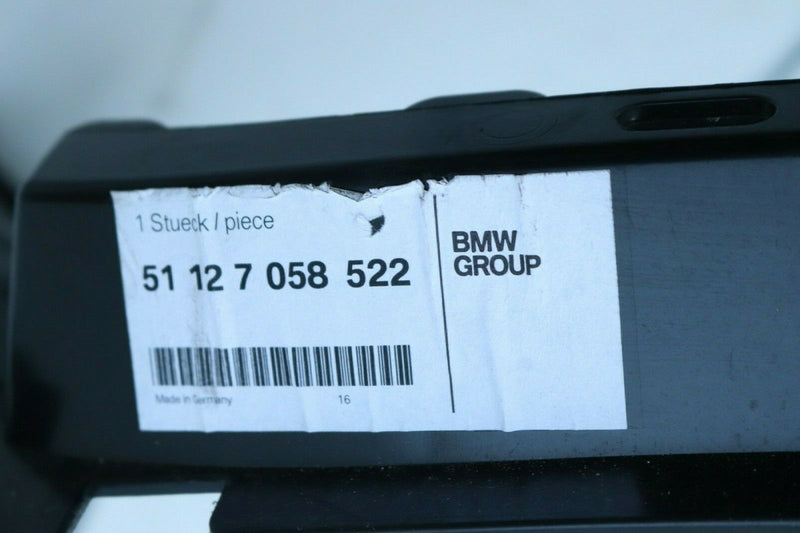 1 Stueck / piece
51 12 7 058 522
BMW
GROUP
Made in Germany 16